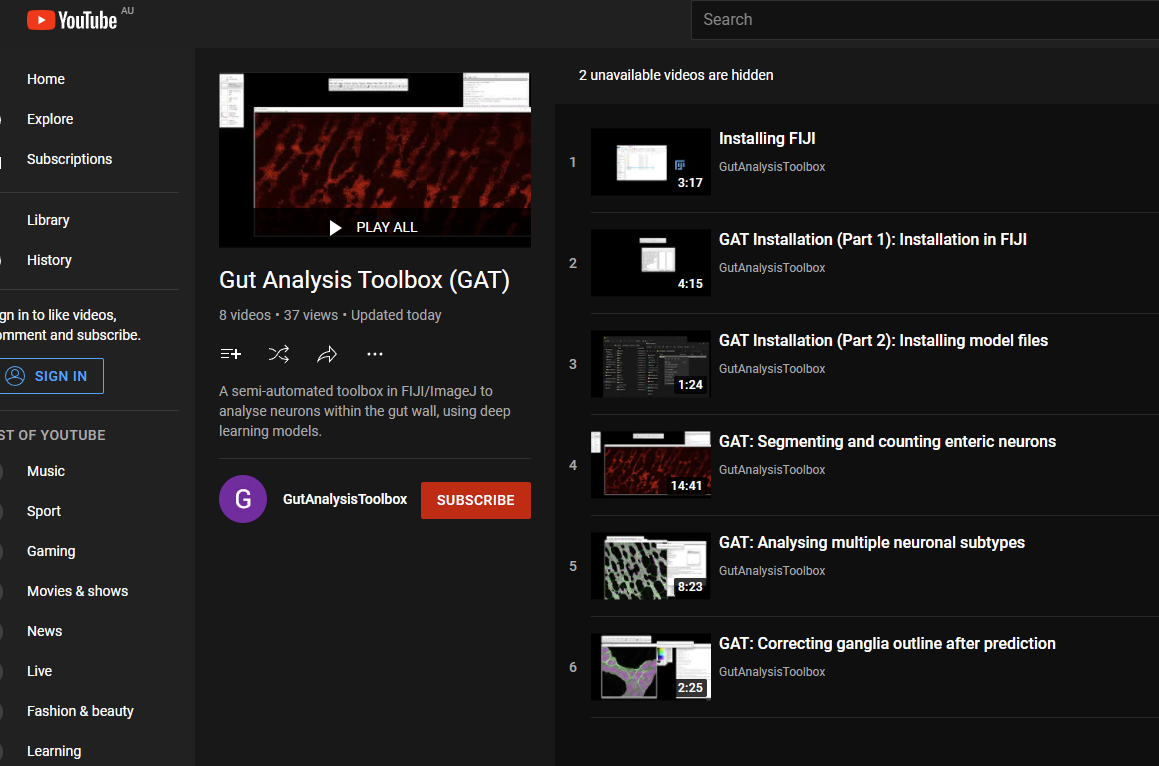 YouTube AU
Search
Home
Explore
Subscriptions
Library
History
gn in to like videos,
omment and subscribe.
SIGN IN
ST OF YOUTUBE
Music
Sport
Gaming
Movies & shows
News
Live
Fashion & beauty
Learning
PLAY ALL
Gut Analysis Toolbox (GAT)
8 videos • 37 views • Updated today
A semi-automated toolbox in FIJI/ImageJ to
analyse neurons within the gut wall, using deep
learning models.
G
GutAnalysisToolbox
SUBSCRIBE
2 unavailable videos are hidden
1
3:17
Installing FIJI
GutAnalysisToolbox
2
4:15
GAT Installation (Part 1): Installation in FIJI
GutAnalysisToolbox
3
1:24
GAT Installation (Part 2): Installing model files
GutAnalysisToolbox
4
14:41
GAT: Segmenting and counting enteric neurons
GutAnalysisToolbox
5
8:23
GAT: Analysing multiple neuronal subtypes
GutAnalysisToolbox
6
2:25
GAT: Correcting ganglia outline after prediction
GutAnalysisToolbox